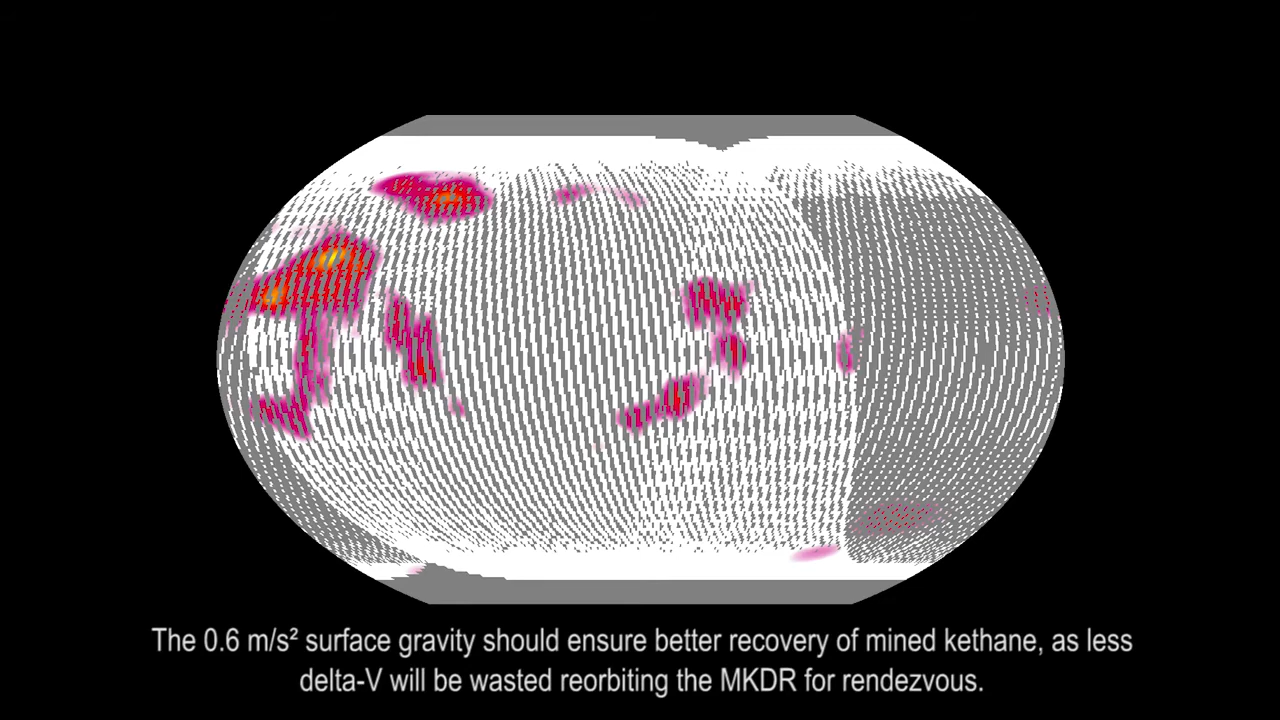 The 0.6 m/s² surface gravity should ensure better recovery of mined kethane, as less
delta-V will be wasted reorbiting the MKDR for rendezvous.